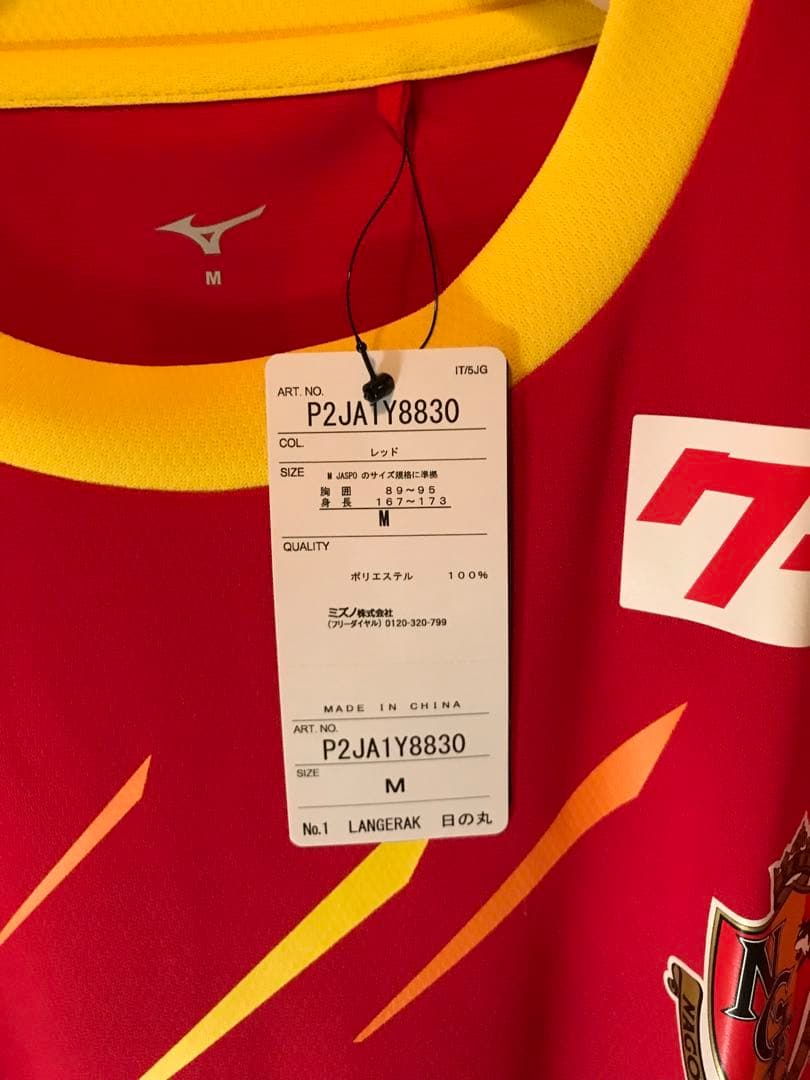 M
IT/5JG
ART. NO.
P2JA1Y8830
COL.
レッド
SIZE
M JASPO のサイズ規格に準拠
胸 囲 89~95
身 長 167~173
M
QUALITY
ポリエステル 100%
ミズノ株式会社
(フリーダイヤル) 0120-320-799
MADE IN CHINA
ART. NO.
P2JA1Y8830
SIZE
M
No.1 LANGERAK 日の丸
NAGO